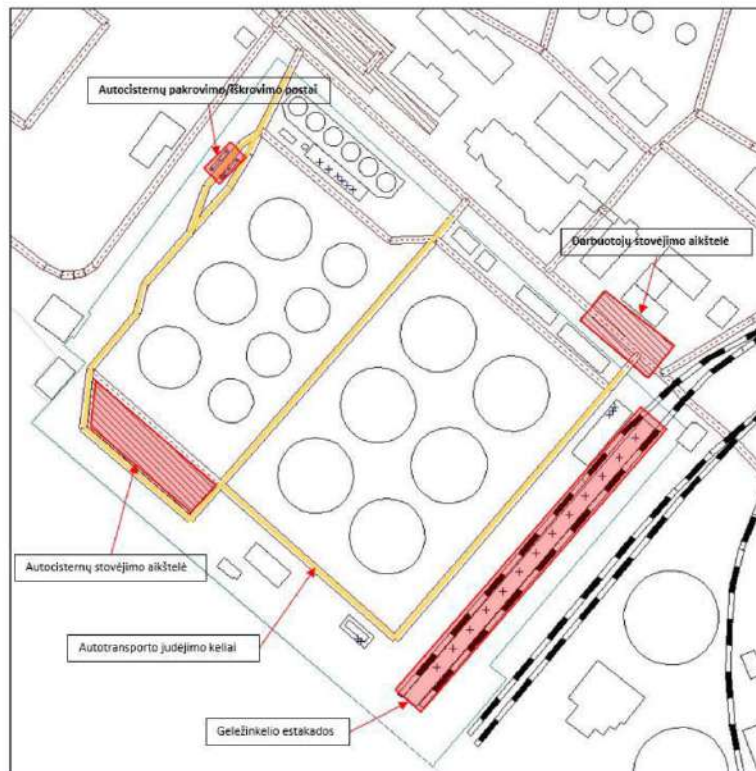 Autocisternų pakrovimo/iškrovimo postai
Darbuotojų stovėjimo aikštelė
Autocisternų stovėjimo aikštelė
Autotransporto judėjimo keliai
Geležinkelio estakados